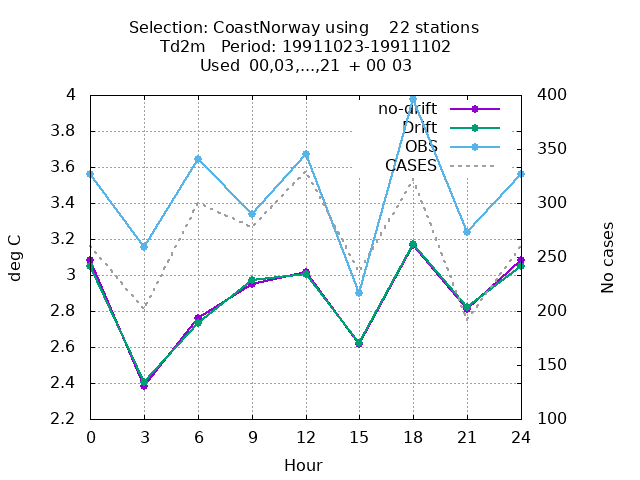 Selection: CoastNorway using    22 stations
Td2m   Period: 19911023-19911102
Used  00,03,...,21  + 00 03
4
3.8
3.6
3.4
3.2
3
2.8
2.6
2.4
2.2
deg C
no-drift
Drift
OBS
CASES
400
350
300
250
200
150
100
No cases
0 3 6 9 12 15 18 21 24
Hour